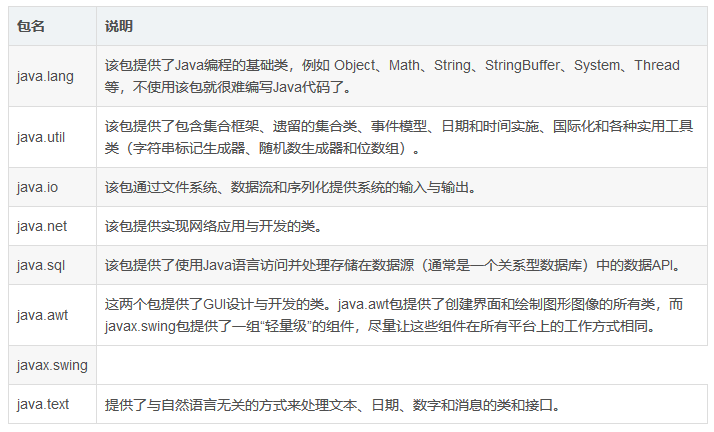 包名 说明
java.lang 该包提供了Java编程的基础类，例如 Object、Math、String、StringBuffer、System、Thread
等，不使用该包就很难编写Java代码了。
java.util 该包提供了包含集合框架、遗留的集合类、事件模型、日期和时间实施、国际化和各种实用工具
类（字符串标记生成器、随机数生成器和位数组）。
java.io 该包通过文件系统、数据流和序列化提供系统的输入与输出。
java.net 该包提供实现网络应用与开发的类。
java.sql 该包提供了使用Java语言访问并处理存储在数据源（通常是一个关系型数据库）中的数据API。
java.awt 这两个包提供了GUI设计与开发的类。java.awt包提供了创建界面和绘制图形图像的所有类，而
javax.swing包提供了一组“轻量级”的组件，尽量让这些组件在所有平台上的工作方式相同。
javax.swing
java.text 提供了与自然语言无关的方式来处理文本、日期、数字和消息的类和接口。